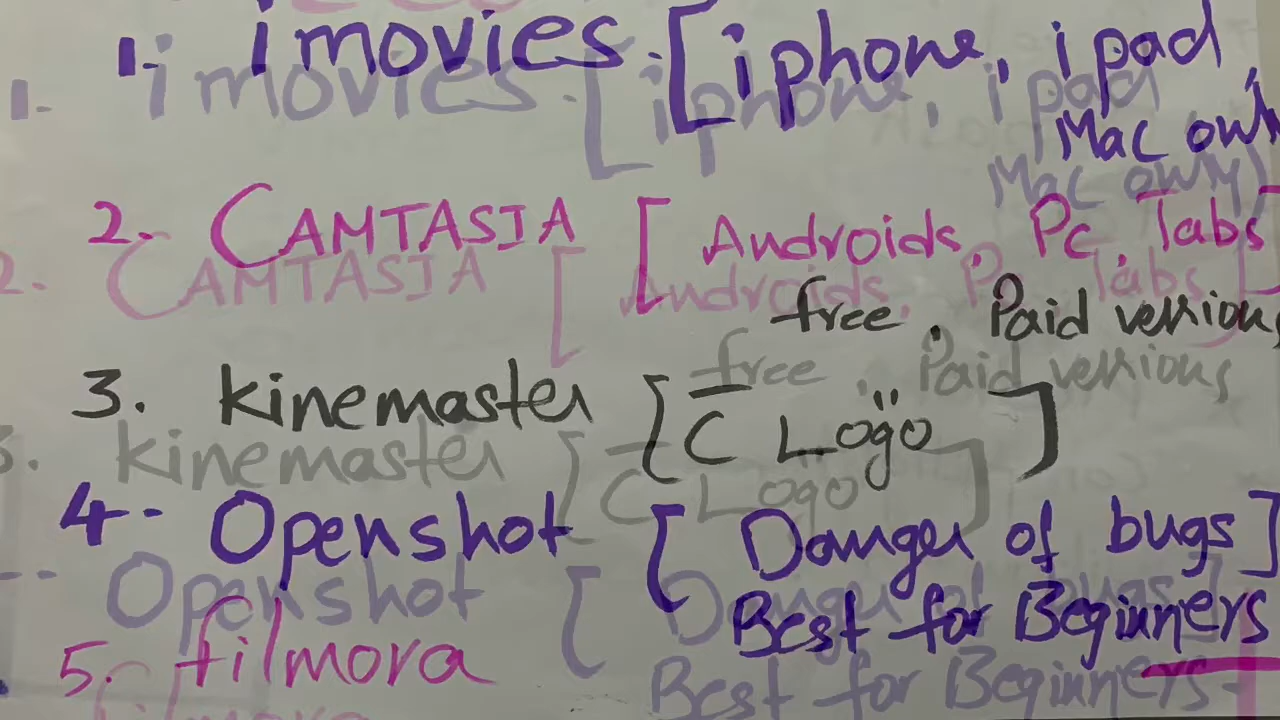 1. imovies. [iphone, ipad,
Mac only
2. CAMTASIA [Androids, Pc, Tabs]
free, Paid versions
3. kinemaster [C̅ Logo]
4- Openshot [Danger of bugs]
Best for Beginners
5. filmora